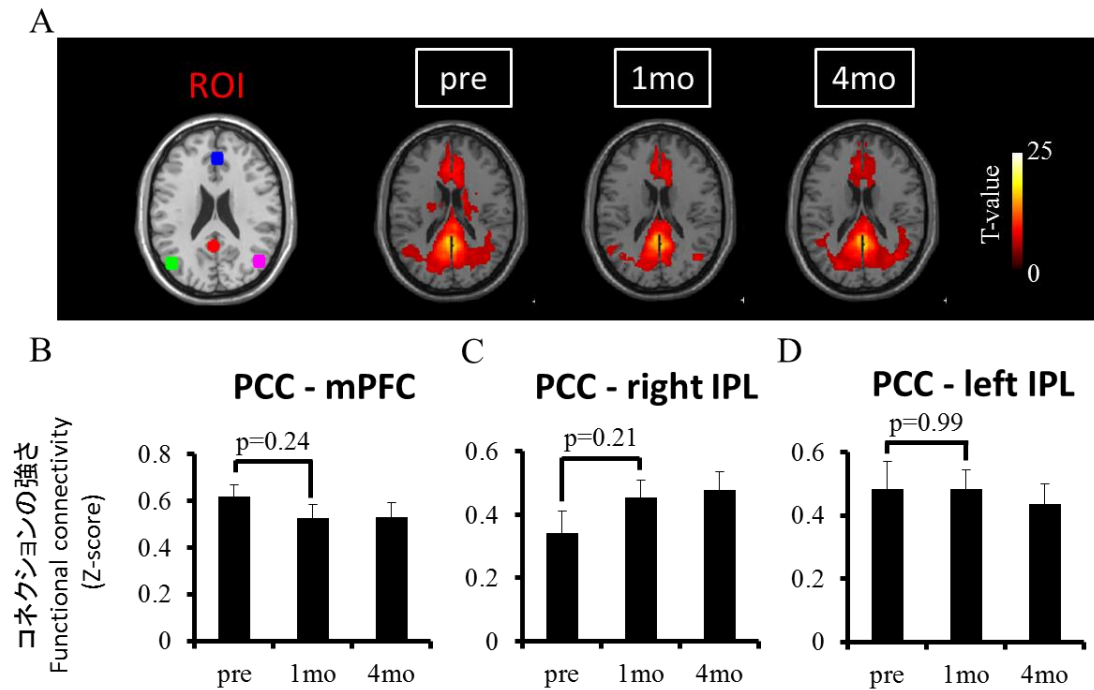 A
ROI
pre
1mo
4mo
25
T-value
0
B
PCC - mPFC
C
PCC - right IPL
D
PCC - left IPL
コネクションの強さ
Functional connectivity
(Z-score)
p=0.24
0.8
0.6
0.4
0.2
0
pre
1mo
4mo
p=0.21
0.6
0.4
0.2
0
pre
1mo
4mo
p=0.99
0.6
0.4
0.2
0
pre
1mo
4mo